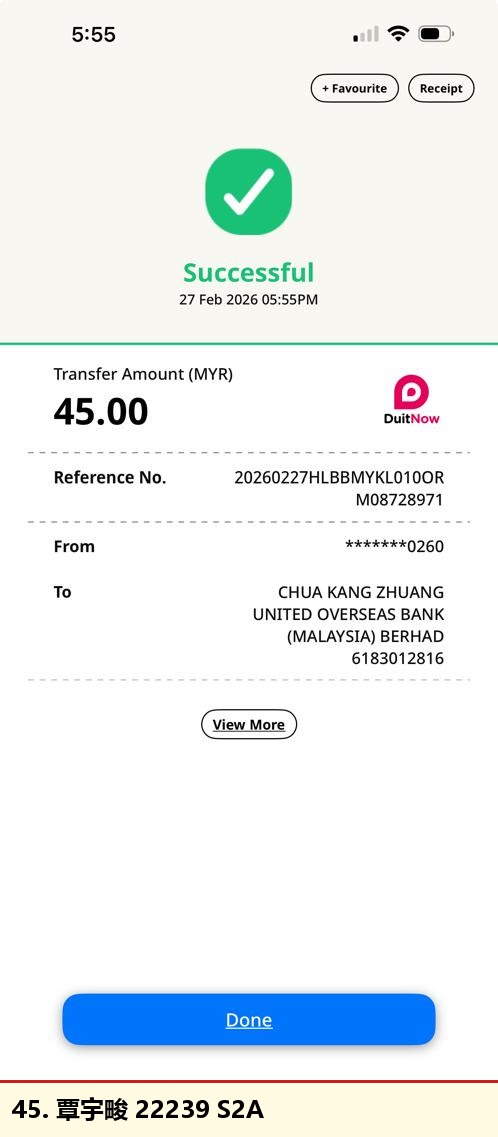 5:55
+ Favourite
Receipt
Successful
27 Feb 2026 05:55PM
Transfer Amount (MYR)
45.00
DuitNow
Reference No. 20260227HLBBMYKL010OR
M08728971
From *******0260
To CHUA KANG ZHUANG
UNITED OVERSEAS BANK
(MALAYSIA) BERHAD
6183012816
View More
Done
45. 覃宇畯 22239 S2A